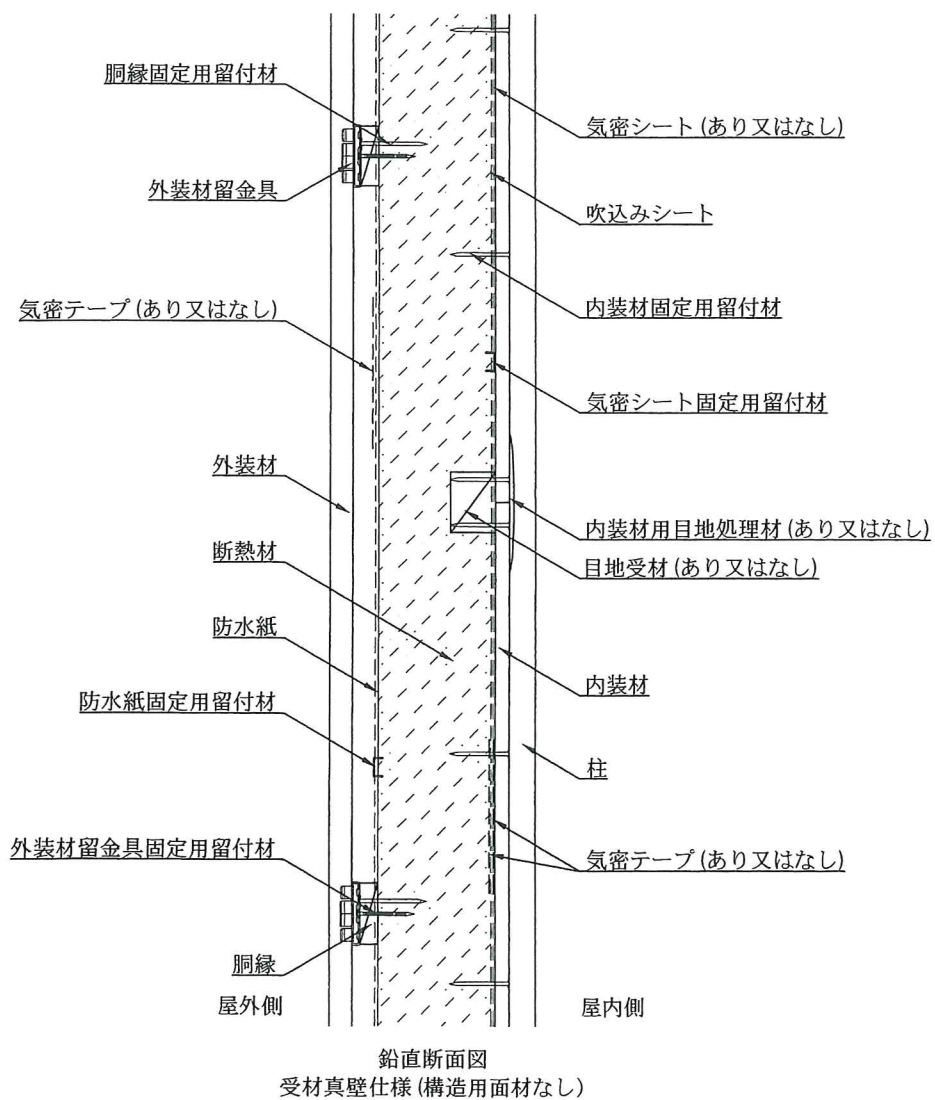 胴縁固定用留付材
外装材留金具
気密テープ(あり又はなし)
外装材
断熱材
防水紙
防水紙固定用留付材
外装材留金具固定用留付材
胴縁
屋外側
気密シート(あり又はなし)
吹込みシート
内装材固定用留付材
気密シート固定用留付材
内装材用目地処理材(あり又はなし)
目地受材(あり又はなし)
内装材
柱
気密テープ(あり又はなし)
屋内側
鉛直断面図
受材真壁仕様(構造用面材なし)